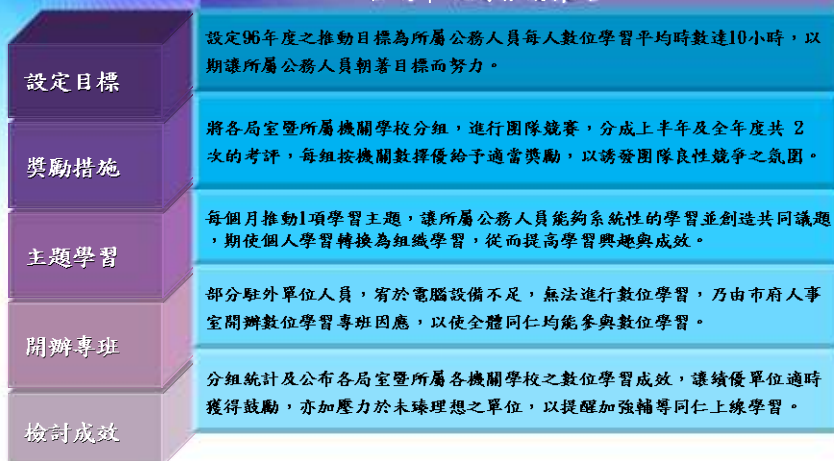 設定目標
設定96年度之推動目標為所屬公務人員每人數位學習平均時數達10小時，以
期讓所屬公務人員朝著目標而努力。
獎勵措施
將各局室暨所屬機關學校分組，進行團隊競賽，分成上半年及全年度共 2
次的考評，每組按機關數擇優給予適當獎勵，以誘發團隊良性競爭之氛圍。
主題學習
每個月推動1項學習主題，讓所屬公務人員能夠系統性的學習並創造共同議題
，期使個人學習轉換為組織學習，從而提高學習興趣與成效。
開辦專班
部分駐外單位人員，宥於電腦設備不足，無法進行數位學習，乃由市府人事
室開辦數位學習專班因應，以使全體同仁均能參與數位學習。
檢討成效
分組統計及公布各局室暨所屬各機關學校之數位學習成效，讓績優單位適時
獲得鼓勵，亦加壓力於未臻理想之單位，以提醒加強輔導同仁上線學習。